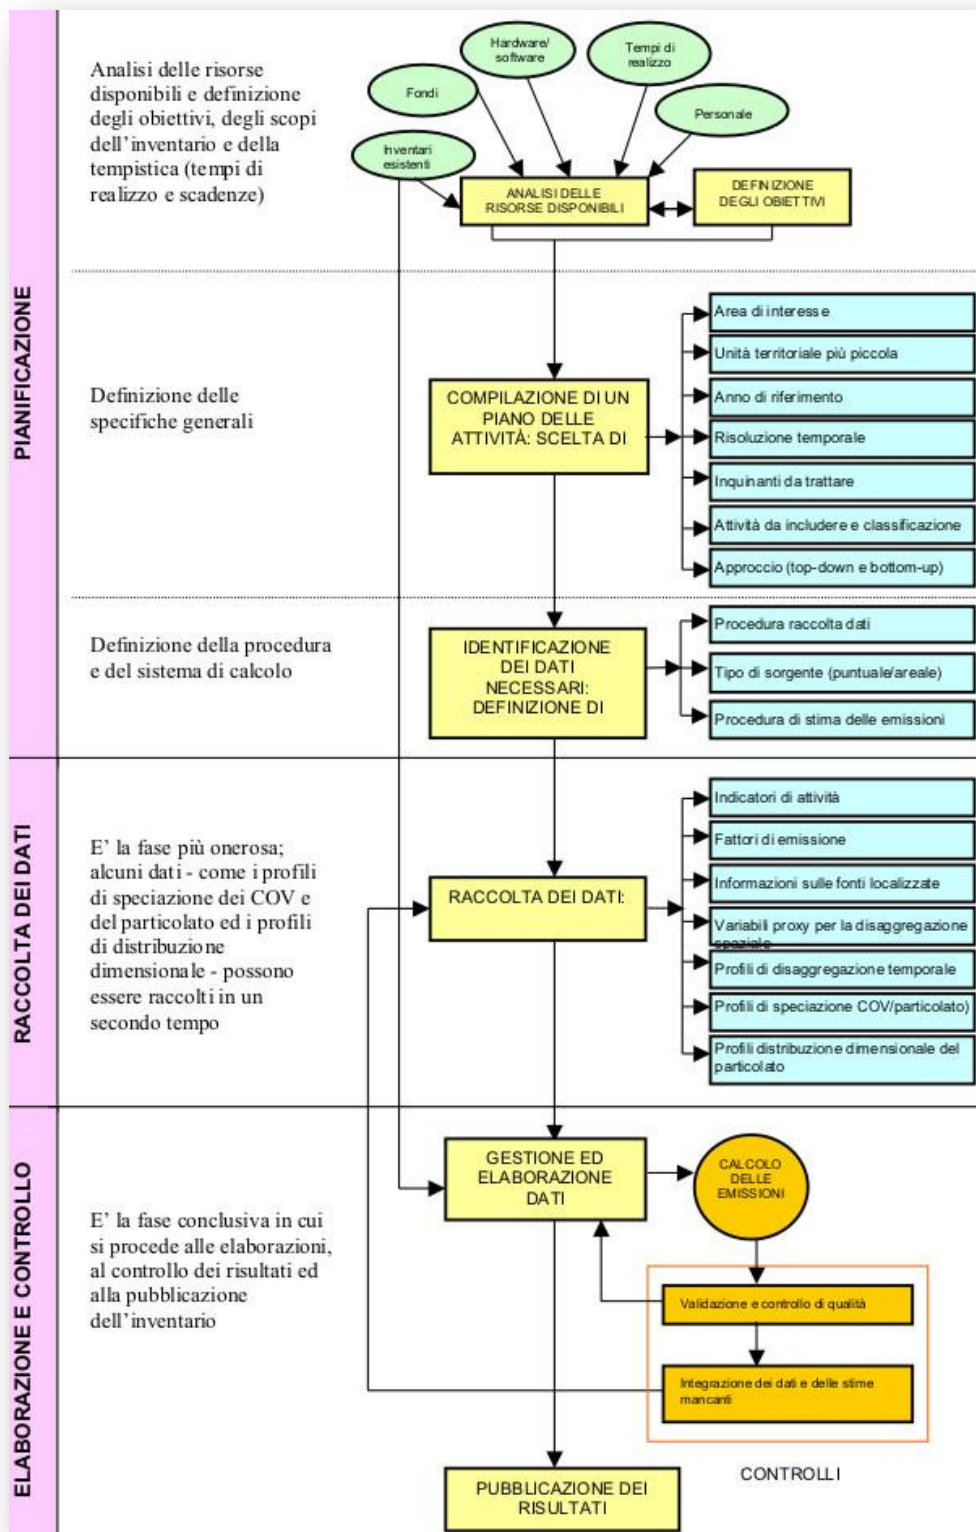 PIANIFICAZIONE
Analisi delle risorse
disponibili e definizione
degli obiettivi, degli scopi
dell'inventario e della
tempistica (tempi di
realizzo e scadenze)
Hardware/
software
Tempi di
realizzo
Fondi
Personale
Inventari
esistenti
ANALISI DELLE
RISORSE DISPONIBILI
DEFINIZIONE
DEGLI OBIETTIVI
Definizione delle
specifiche generali
COMPILAZIONE DI UN
PIANO DELLE
ATTIVITÀ: SCELTA DI
Area di interesse
Unità territoriale più piccola
Anno di riferimento
Risoluzione temporale
Inquinanti da trattare
Attività da includere e classificazione
Approccio (top-down e bottom-up)
Definizione della procedura
e del sistema di calcolo
IDENTIFICAZIONE
DEI DATI
NECESSARI:
DEFINIZIONE DI
Procedura raccolta dati
Tipo di sorgente (puntuale/areale)
Procedura di stima delle emissioni
RACCOLTA DEI DATI
E' la fase più onerosa;
alcuni dati - come i profili
di speciazione dei COV e
del particolato ed i profili
di distribuzione
dimensionale - possono
essere raccolti in un
secondo tempo
RACCOLTA DEI DATI:
Indicatori di attività
Fattori di emissione
Informazioni sulle fonti localizzate
Variabili proxy per la disaggregazione
spaziale
Profili di disaggregazione temporale
Profili di speciazione COV/particolato)
Profili distribuzione dimensionale del
particolato
ELABORAZIONE E CONTROLLO
E' la fase conclusiva in cui
si procede alle elaborazioni,
al controllo dei risultati ed
alla pubblicazione
dell'inventario
GESTIONE ED
ELABORAZIONE
DATI
CALCOLO
DELLE
EMISSIONI
Validazione e controllo di qualità
Integrazione dei dati e delle stime
mancanti
CONTROLLI
PUBBLICAZIONE DEI
RISULTATI